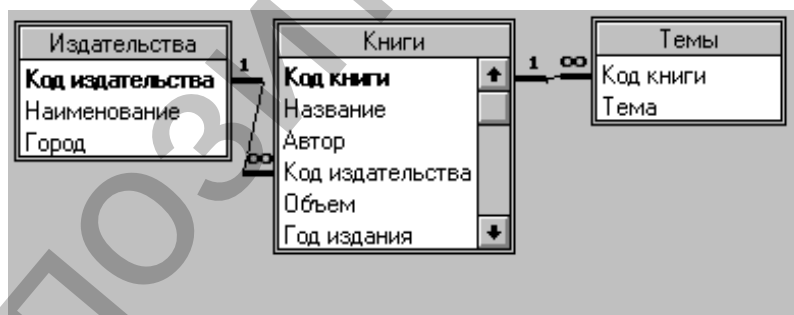 Издательства
Код издательства
Наименование
Город
1
∞
Книги
Код книги
Название
Автор
Код издательства
Объем
Год издания
1 ∞
Темы
Код книги
Тема